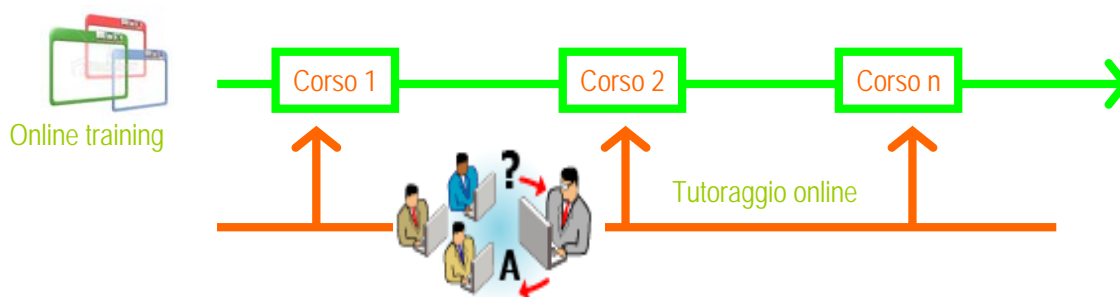 Corso 1
Corso 2
Corso n
Online training
?
Tutoraggio online
A